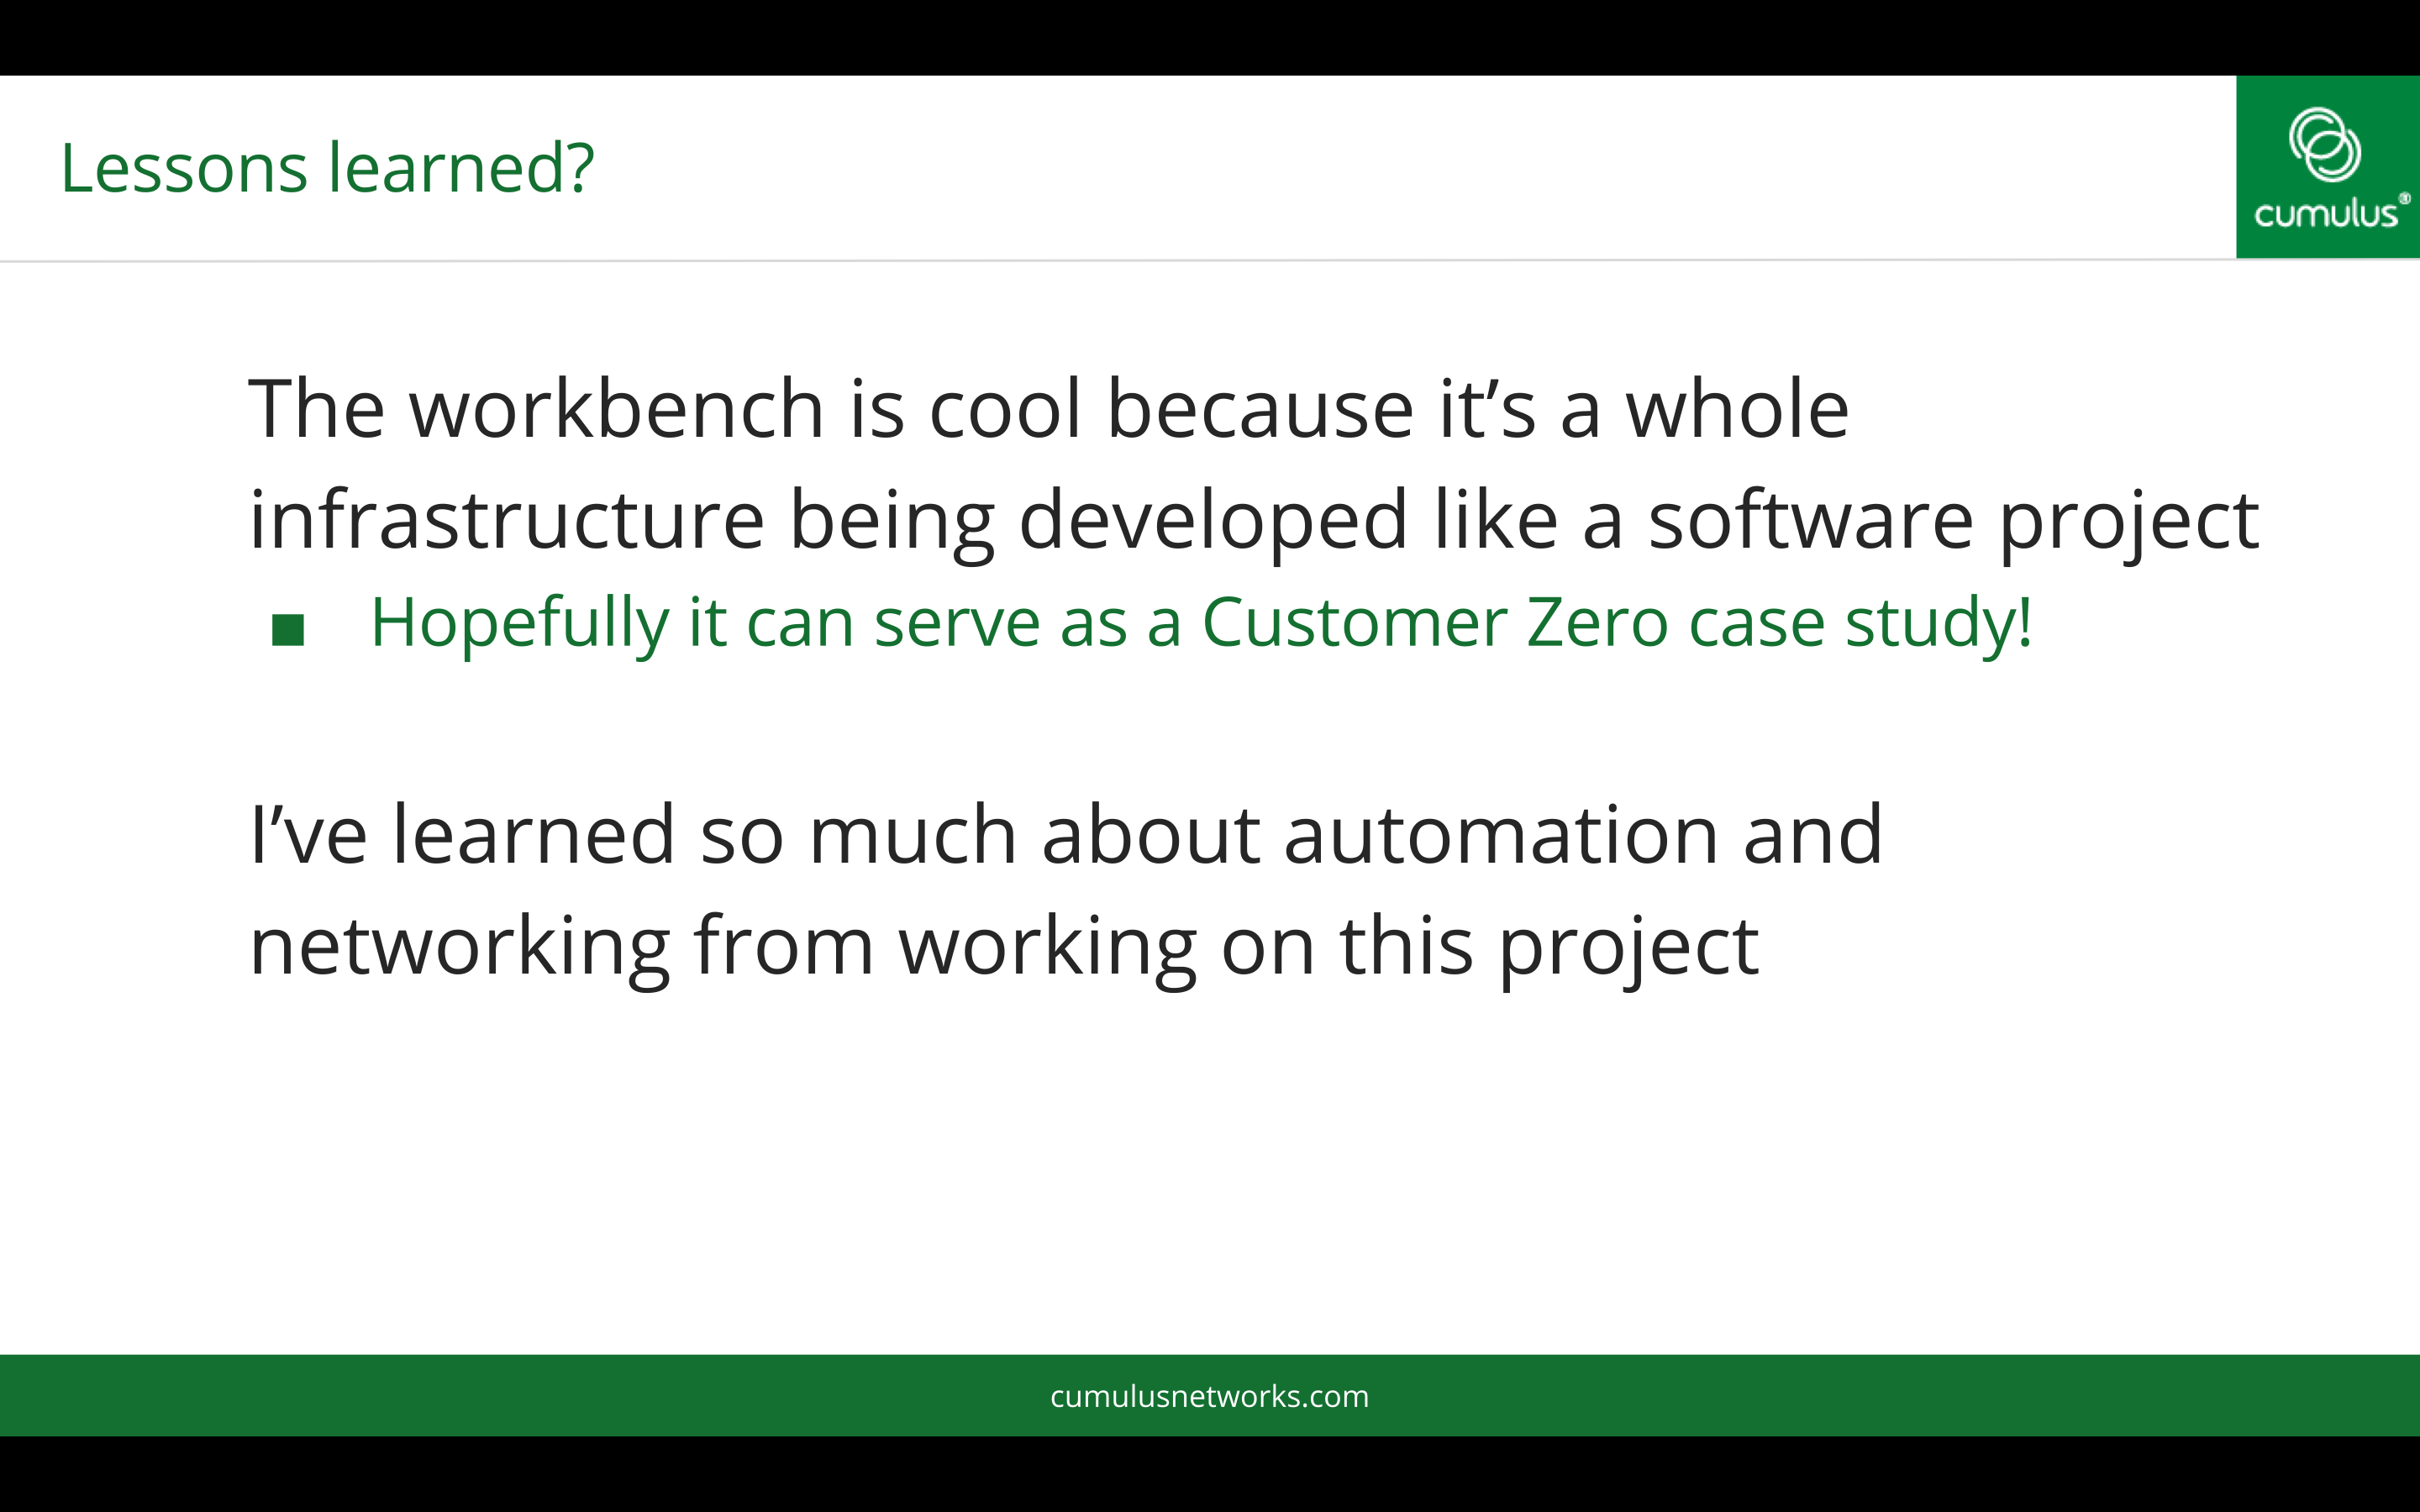 Lessons learned?
cumulus®
The workbench is cool because it’s a whole
infrastructure being developed like a software project
■ Hopefully it can serve as a Customer Zero case study!
I’ve learned so much about automation and
networking from working on this project
cumulusnetworks.com